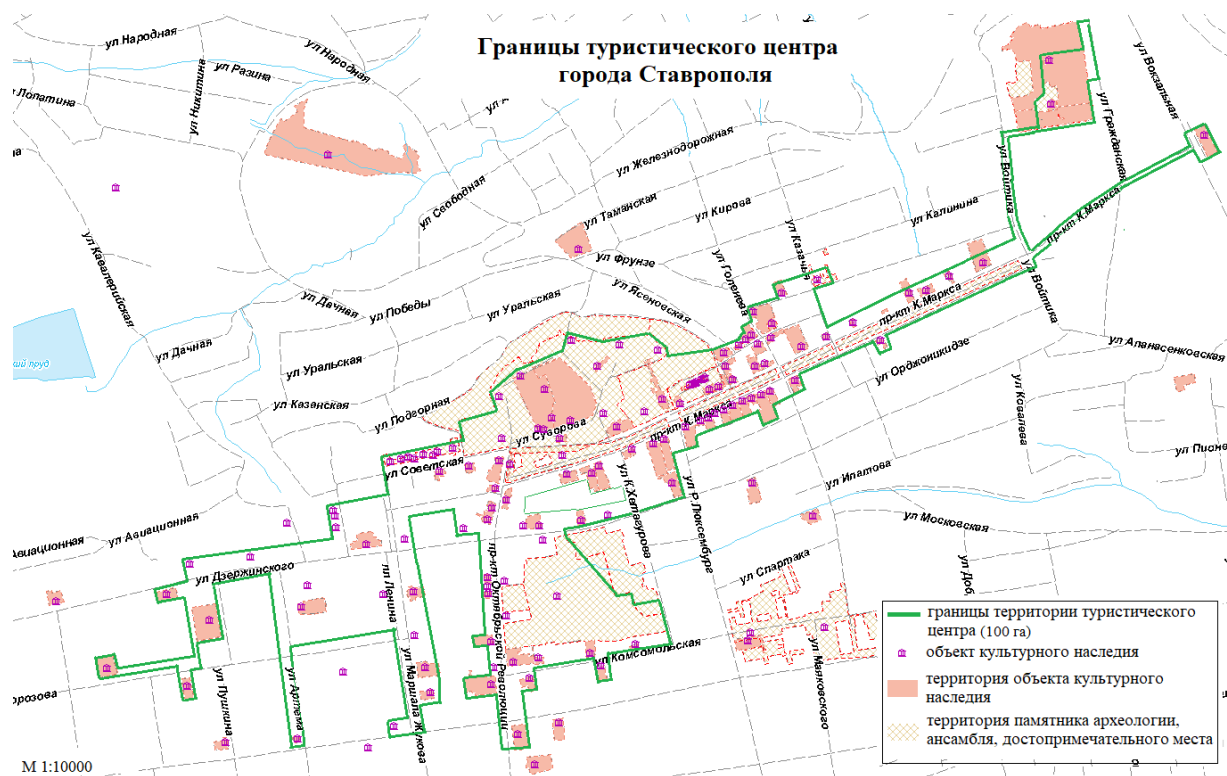 Границы туристического центра
города Ставрополя
ул Народная
ул Народная
ул Разина
ул Никитина
ул Лопатина
ул Вокзальная
ул Гражданская
ул Железнодорожная
ул Войтика
ул Свободная
ул Таманская
ул Кирова
ул Калинина
ул Казачья
пр-кт К.Маркса
ул Кавалерийская
ул Фрунзе
ул Голенева
ул Войтика
ул Дачная
ул Победы
ул Уральская
ул Ясеновская
пр-кт К.Маркса
ул Дачная
ул Уральская
ул Орджоникидзе
ул Апанасенковская
ул Казенская
ул Подгорная
ул Суворова
пр-кт К.Маркса
ул Ковалева
ул Советская
ул Пионе
ул Ипатова
ул К.Хетагурова
ул Р.Люксембург
ул Московская
ул Авиационная
Авиационная
ул Дзержинского
пл Ленина
пр-кт Октябрьской Революции
ул Спартака
ул Доб
ул Комсомольская
ул Маяковского
орозова
ул Пушкина
ул Артема
ул Маршала Жукова
границы территории туристического
центра (100 га)
объект культурного наследия
территория объекта культурного
наследия
территория памятника археологии,
ансамбля, достопримечательного места
М 1:10000